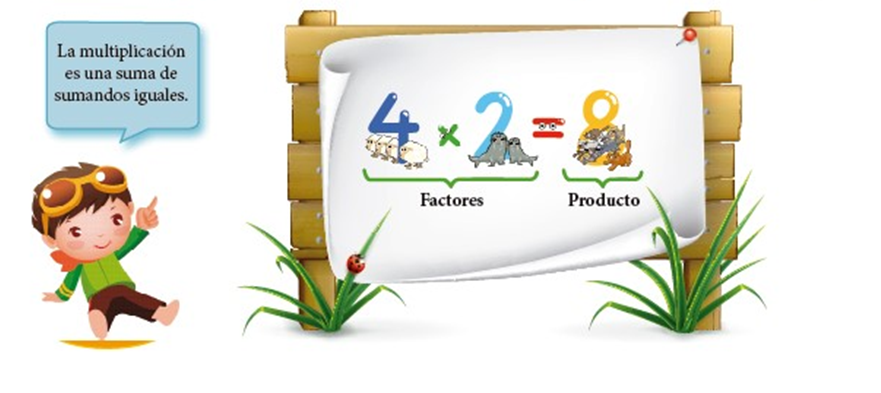 La multiplicación
es una suma de
sumandos iguales.
4 x 2 = 8
Factores Producto